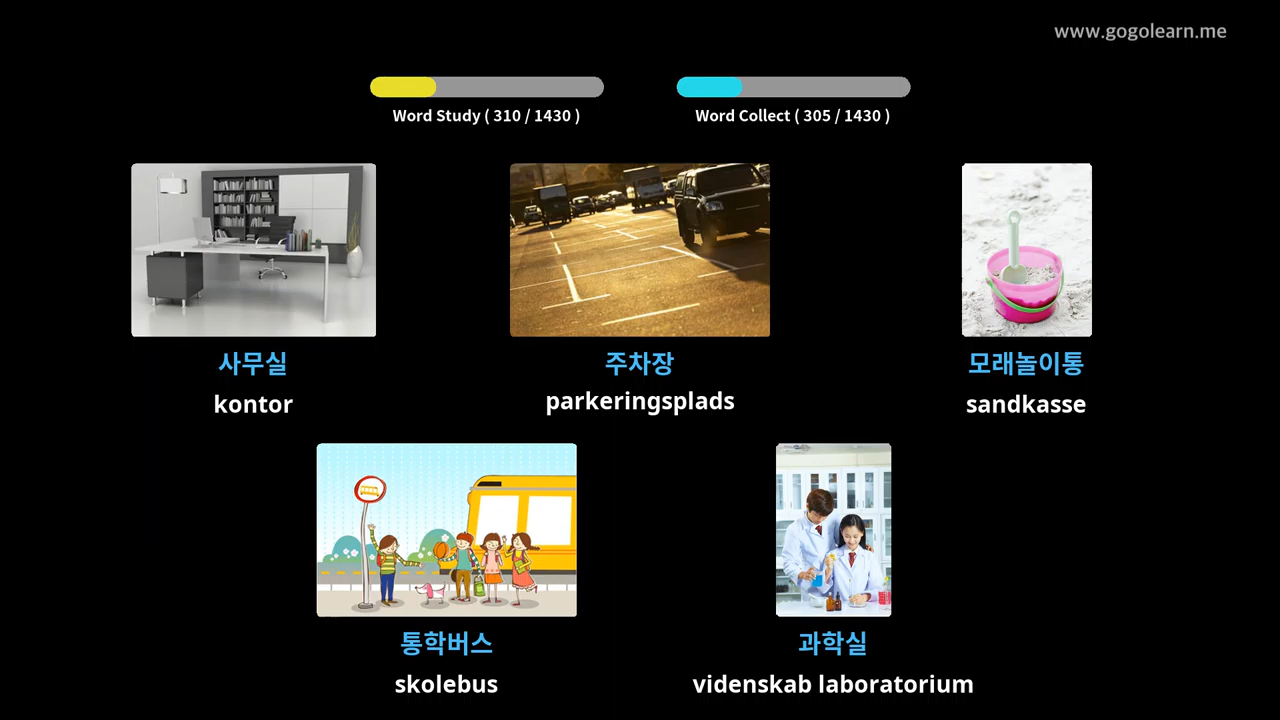 www.gogolearn.me
Word Study ( 310 / 1430 )
Word Collect ( 305 / 1430 )
사무실
kontor
주차장
parkeringsplads
모래놀이통
sandkasse
통학버스
skolebus
과학실
videnskab laboratorium